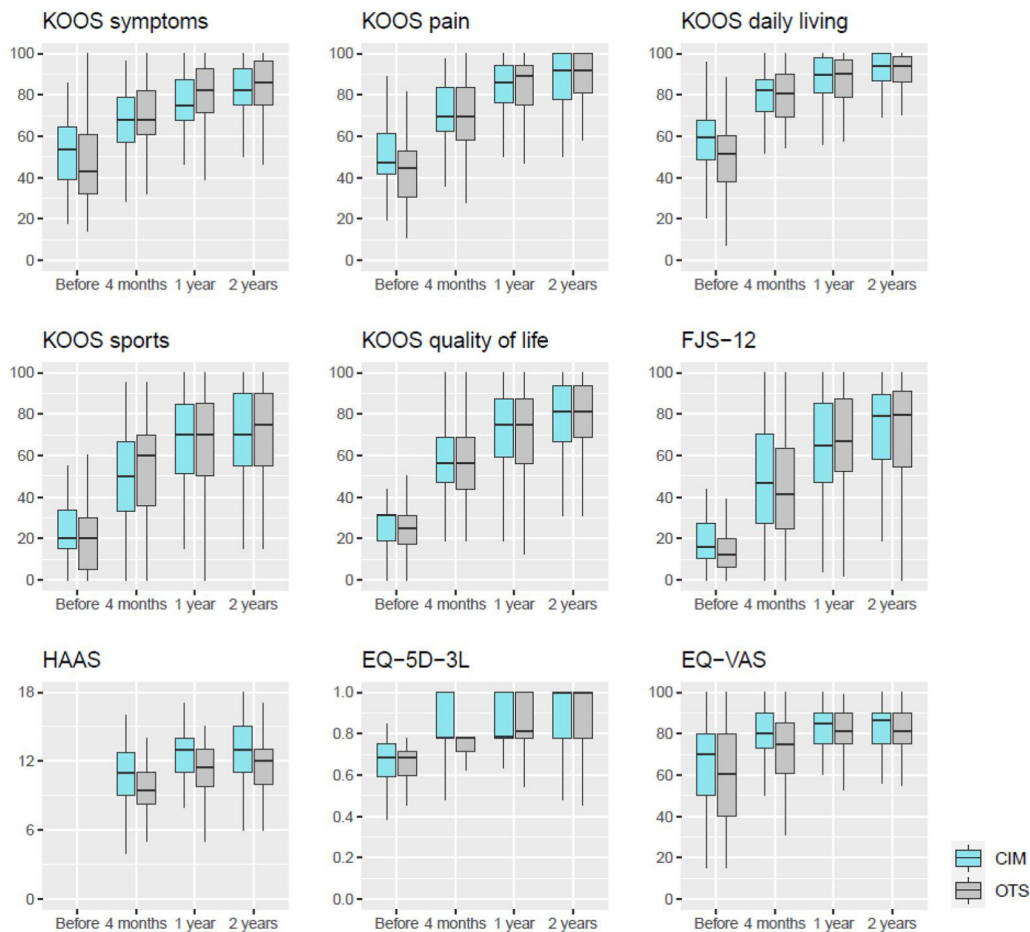 KOOS symptoms
100
80
60
40
20
0
Before 4 months 1 year 2 years
KOOS pain
100
80
60
40
20
0
Before 4 months 1 year 2 years
KOOS daily living
100
80
60
40
20
0
Before 4 months 1 year 2 years
KOOS sports
100
80
60
40
20
0
Before 4 months 1 year 2 years
KOOS quality of life
100
80
60
40
20
0
Before 4 months 1 year 2 years
FJS−12
100
80
60
40
20
0
Before 4 months 1 year 2 years
HAAS
18
12
6
0
Before 4 months 1 year 2 years
EQ−5D−3L
1.0
0.8
0.6
0.4
0.2
0.0
Before 4 months 1 year 2 years
EQ−VAS
100
80
60
40
20
0
Before 4 months 1 year 2 years
CIM
OTS